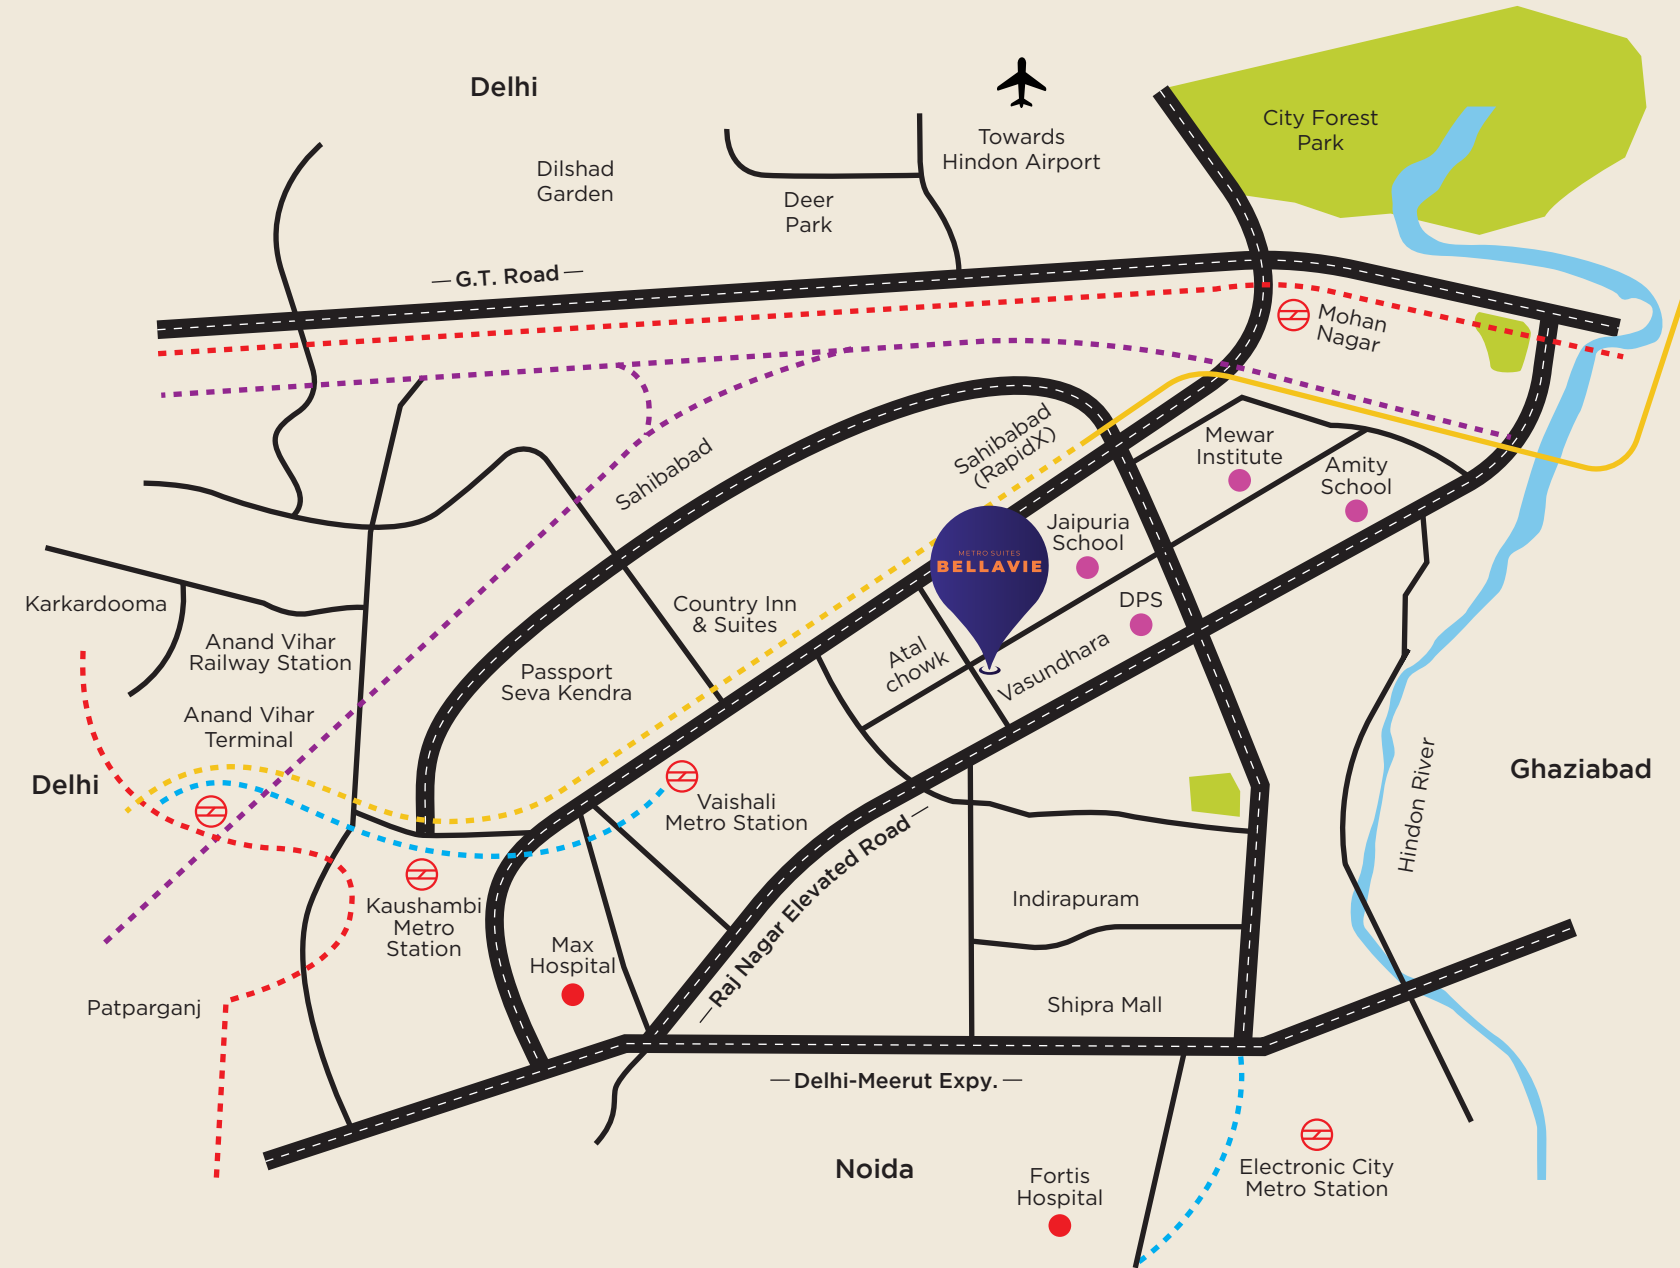 Delhi
Towards
Hindon Airport
City Forest
Park
Dilshad
Garden
Deer
Park
G.T. Road
Mohan
Nagar
Sahibabad
(RapidX)
Sahibabad
Mewar
Institute
Amity
School
Jaipuria
School
METRO SUITES
BELLAVIE
DPS
Karkardooma
Country Inn
& Suites
Anand Vihar
Railway Station
Atal
chowk
Vasundhara
Passport
Seva Kendra
Anand Vihar
Terminal
Delhi
Ghaziabad
Hindon River
Vaishali
Metro Station
Raj Nagar Elevated Road
Kaushambi
Metro
Station
Indirapuram
Max
Hospital
Patparganj
Shipra Mall
Delhi-Meerut Expy.
Noida
Fortis
Hospital
Electronic City
Metro Station